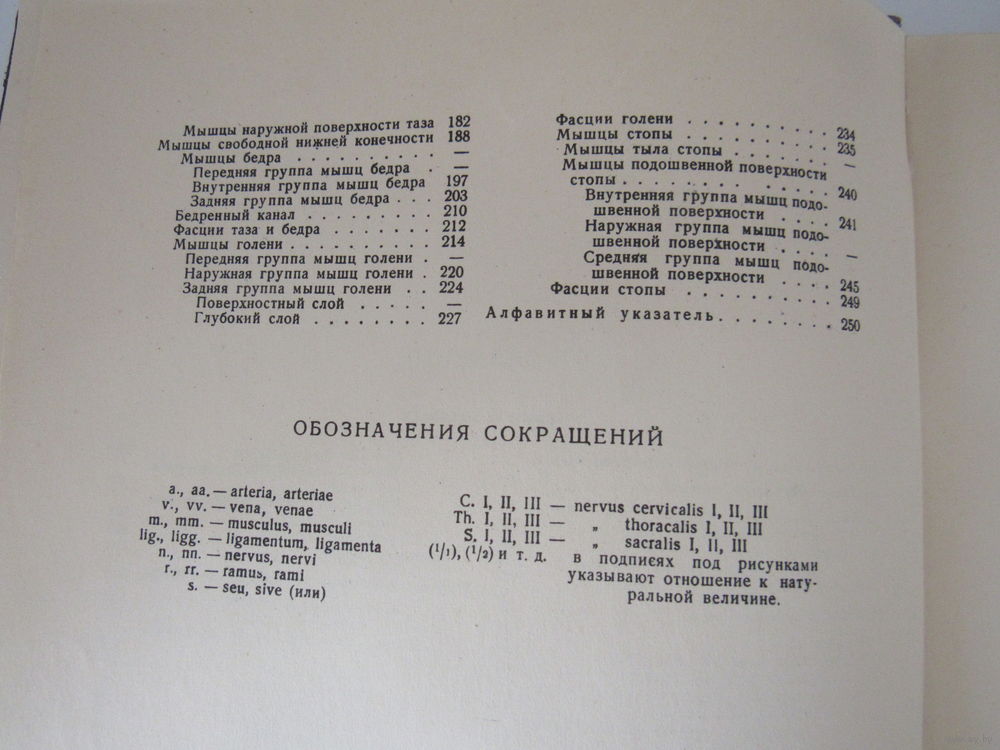 Мышцы наружной поверхности таза 182
Мышцы свободной нижней конечности 188
Мышцы бедра . . . . . . . . . . —
Передняя группа мышц бедра . —
Внутренняя группа мышц бедра 197
Задняя группа мышц бедра . . . 203
Бедренный канал . . . . . . . . . 210
Фасции таза и бедра . . . . . . . 212
Мышцы голени . . . . . . . . . . 214
Передняя группа мышц голени . —
Наружная группа мышц голени . 220
Задняя группа мышц голени . . 224
Поверхностный слой . . . . . —
Глубокий слой . . . . . . . . 227
Фасции голени . . . . . . . . . . 234
Мышцы стопы . . . . . . . . . . 235
Мышцы тыла стопы . . . . . . . —
Мышцы подошвенной поверхности
стопы . . . . . . . . . . . . 240
Внутренняя группа мышц подо-
швенной поверхности . . . . 241
Наружная группа мышц подо-
швенной поверхности . . . . —
Средняя группа мышц подо-
швенной поверхности . . . . 245
Фасции стопы . . . . . . . . . . 249
Алфавитный указатель . . . . . . . . 250
ОБОЗНАЧЕНИЯ СОКРАЩЕНИЙ
a., aa. — arteria, arteriae
v., vv. — vena, venae
m., mm. — musculus, musculi
lig., ligg. — ligamentum, ligamenta
n., nn. — nervus, nervi
r., rr. — ramus, rami
s. — seu, sive (или)
C. I, II, III — nervus cervicalis I, II, III
Th. I, II, III — „ thoracalis I, II, III
S. I, II, III — „ sacralis I, II, III
(1/1), (1/2) и т. д. в подписях под рисунками
указывают отношение к нату-
ральной величине.